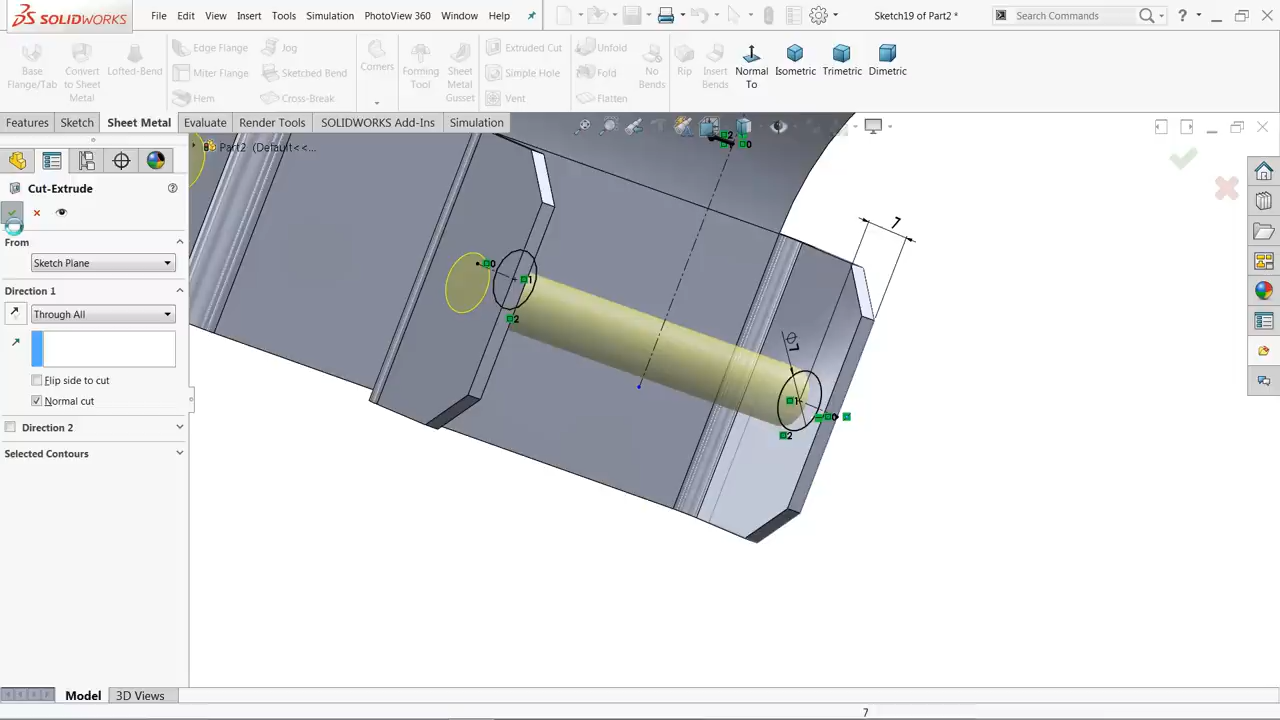 SOLIDWORKS
File Edit View Insert Tools Simulation PhotoView 360 Window Help
Sketch19 of Part2 *
Search Commands
?
Base Flange/Tab
Convert to Sheet Metal
Lofted-Bend
Edge Flange
Miter Flange
Hem
Jog
Sketched Bend
Cross-Break
Corners
Forming Tool
Sheet Metal Gusset
Extruded Cut
Simple Hole
Vent
Unfold
Fold
Flatten
No Bends
Rip
Insert Bends
Normal To
Isometric
Trimetric
Dimetric
Features Sketch Sheet Metal Evaluate Render Tools SOLIDWORKS Add-Ins Simulation
Part2 (Default<<...
Cut-Extrude
From
Sketch Plane
Direction 1
Through All
Flip side to cut
Normal cut
Direction 2
Selected Contours
7
7
Model 3D Views
7